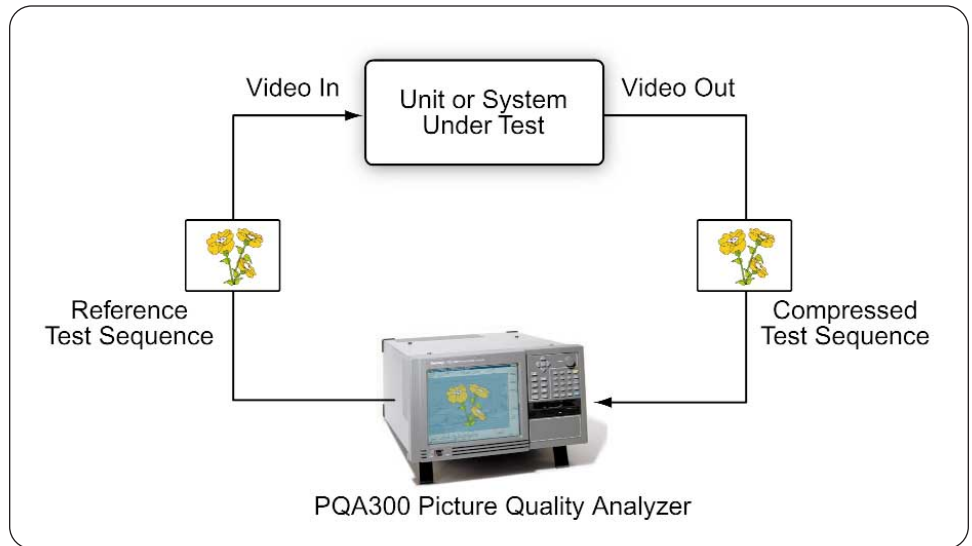 Video In
Unit or System
Under Test
Video Out
Reference
Test Sequence
Compressed
Test Sequence
PQA300 Picture Quality Analyzer